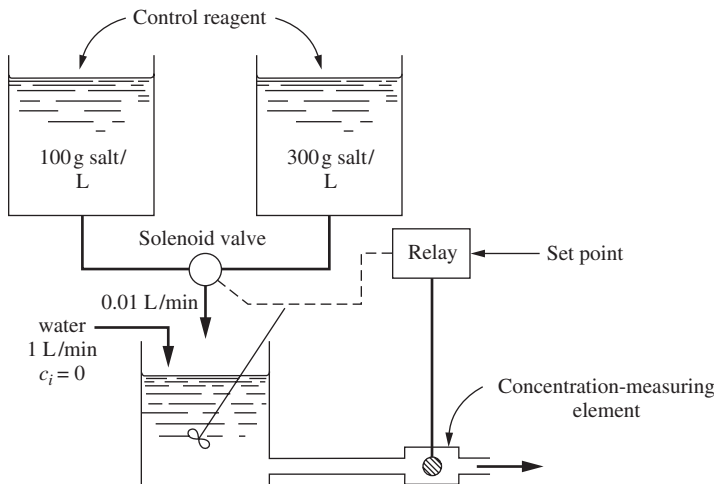 Control reagent
100 g salt/
L
300 g salt/
L
Solenoid valve
Relay
Set point
0.01 L/min
water
1 L/min
cᵢ = 0
Concentration-measuring
element